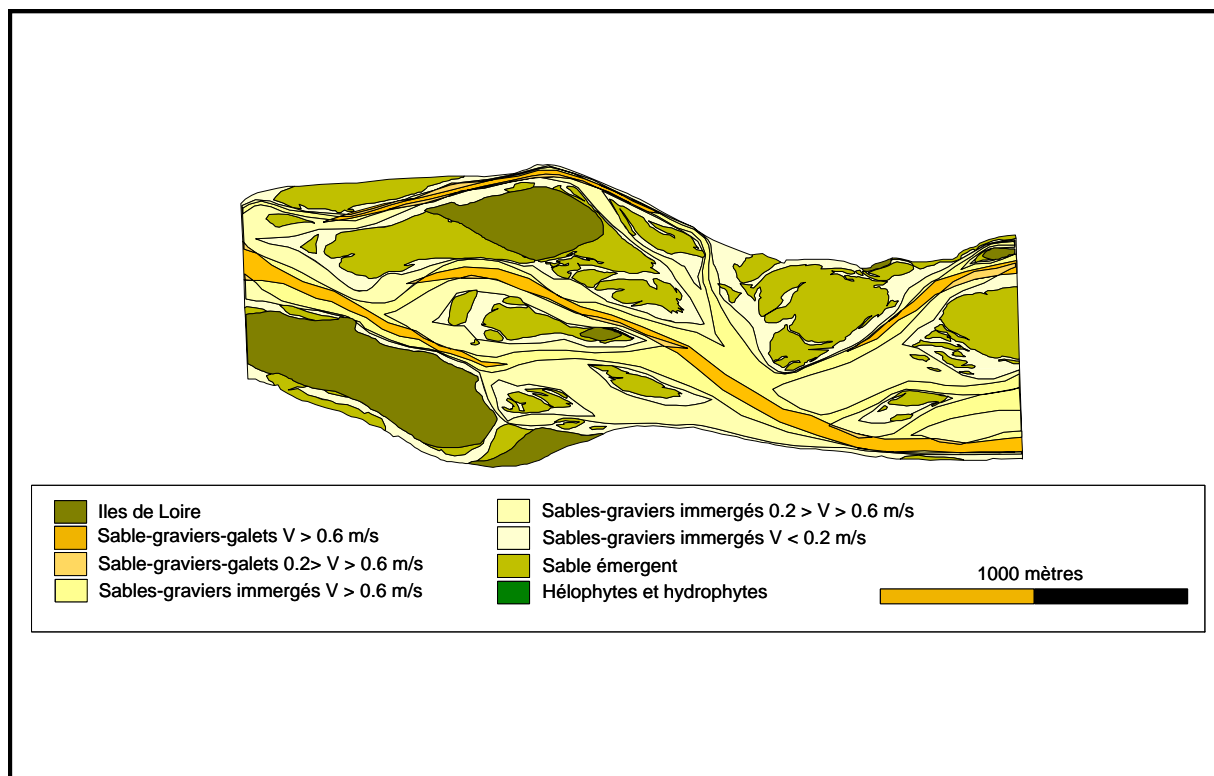 Iles de Loire
Sable-graviers-galets V > 0.6 m/s
Sable-graviers-galets 0.2> V > 0.6 m/s
Sables-graviers immergés V > 0.6 m/s
Sables-graviers immergés 0.2 > V > 0.6 m/s
Sables-graviers immergés V < 0.2 m/s
Sable émergent
Hélophytes et hydrophytes
1000 mètres